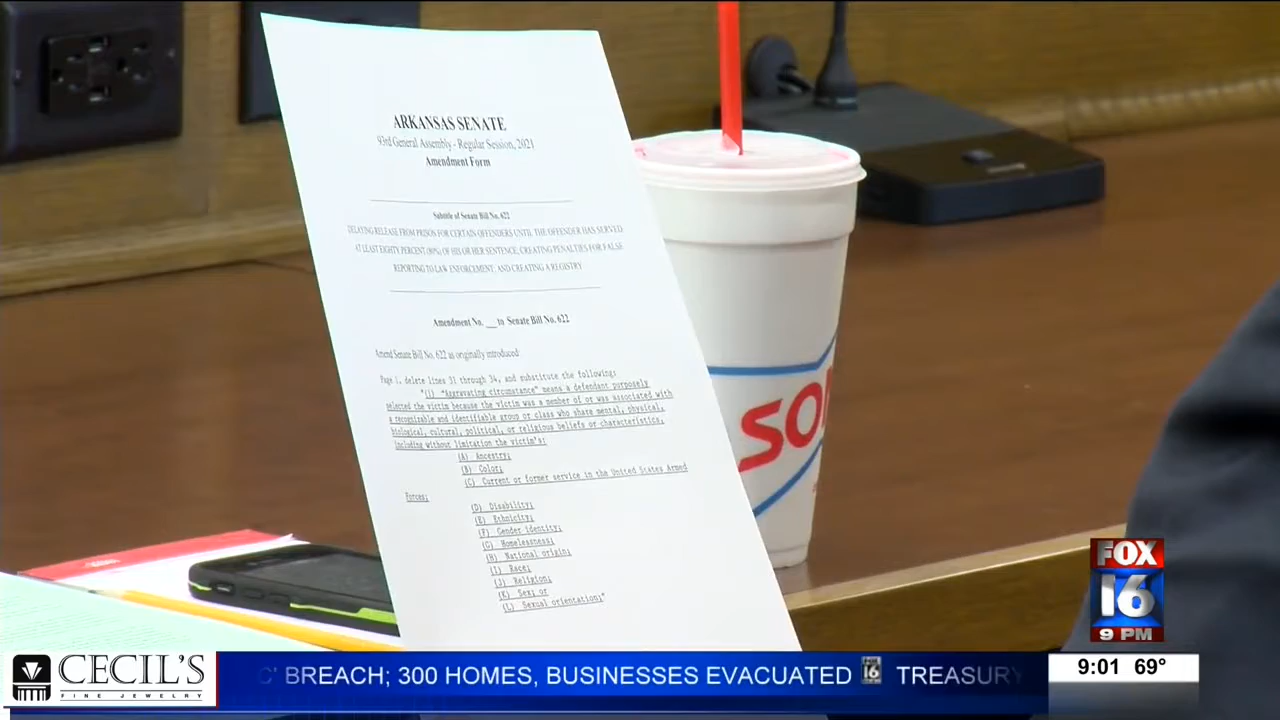 ARKANSAS SENATE
93rd General Assembly - Regular Session, 2021
Amendment Form
Subtitle of Senate Bill No. 622
DELAYING RELEASE FROM PRISON FOR CERTAIN OFFENDERS UNTIL THE OFFENDER HAS SERVED
AT LEAST EIGHTY PERCENT (80%) OF HIS OR HER SENTENCE; CREATING PENALTIES FOR FALSE
REPORTING TO LAW ENFORCEMENT; AND CREATING A REGISTRY
Amendment No. ___ to Senate Bill No. 622
Amend Senate Bill No. 622 as originally introduced:
Page 1, delete lines 31 through 34, and substitute the following:
"(1) "Aggravating circumstance" means a defendant purposely
selected the victim because the victim was a member of or was associated with
a recognizable and identifiable group or class who share mental, physical,
biological, cultural, political, or religious beliefs or characteristics,
including without limitation the victim's:
(A) Ancestry;
(B) Color;
(C) Current or former service in the United States Armed
Forces;
(D) Disability;
(E) Ethnicity;
(F) Gender identity;
(G) Homelessness;
(H) National origin;
(I) Race;
(J) Religion;
(K) Sex; or
(L) Sexual orientation;"
SON
FOX
16
9 PM
CECIL'S
FINE JEWELRY
C' BREACH; 300 HOMES, BUSINESSES EVACUATED FOX 16 TREASURY
9:01 69°